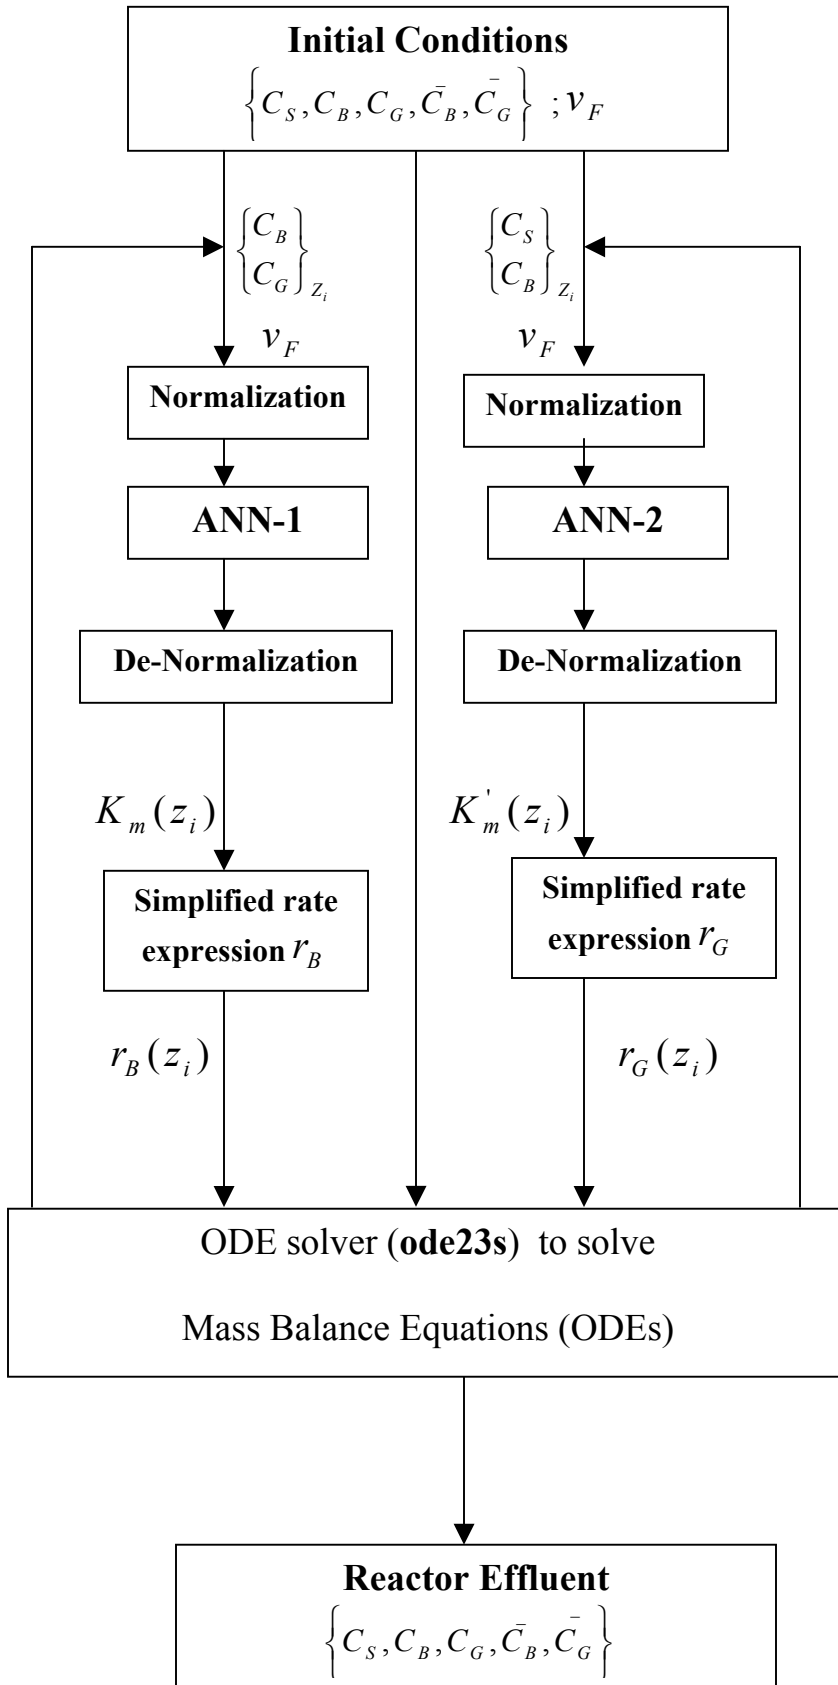 Initial Conditions
{C_S, C_B, C_G, C̄_B, C̄_G} ; v_F
{C_B
C_G}_{Z_i}
v_F
{C_S
C_B}_{Z_i}
v_F
Normalization
Normalization
ANN-1
ANN-2
De-Normalization
De-Normalization
K_m(z_i)
K_m'(z_i)
Simplified rate
expression r_B
Simplified rate
expression r_G
r_B(z_i)
r_G(z_i)
ODE solver (ode23s) to solve
Mass Balance Equations (ODEs)
Reactor Effluent
{C_S, C_B, C_G, C̄_B, C̄_G}